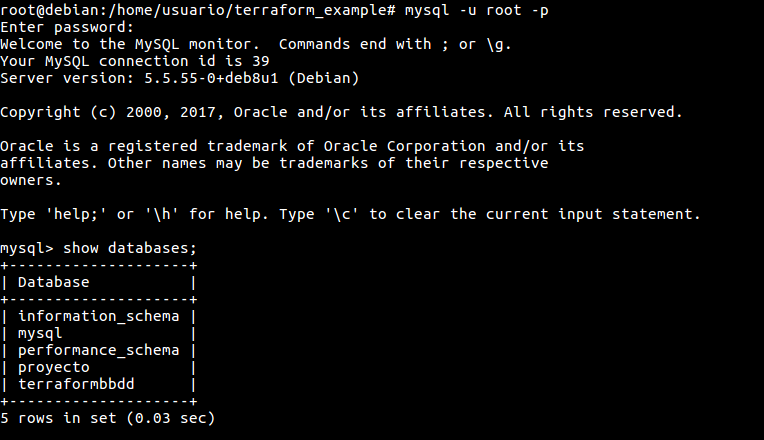 root@debian:/home/usuario/terraform_example# mysql -u root -p
Enter password:
Welcome to the MySQL monitor.  Commands end with ; or \g.
Your MySQL connection id is 39
Server version: 5.5.55-0+deb8u1 (Debian)

Copyright (c) 2000, 2017, Oracle and/or its affiliates. All rights reserved.

Oracle is a registered trademark of Oracle Corporation and/or its
affiliates. Other names may be trademarks of their respective
owners.

Type 'help;' or '\h' for help. Type '\c' to clear the current input statement.

mysql> show databases;
+--------------------+
| Database           |
+--------------------+
| information_schema |
| mysql              |
| performance_schema |
| proyecto           |
| terraformbbdd      |
+--------------------+
5 rows in set (0.03 sec)